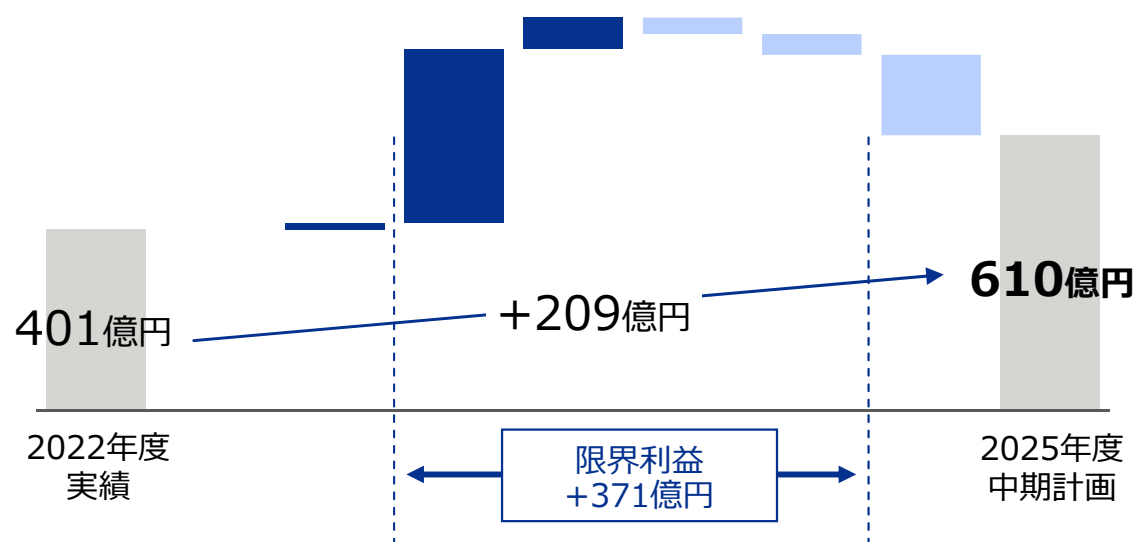 401億円
+209億円
610億円
2022年度
実績
限界利益
+371億円
2025年度
中期計画